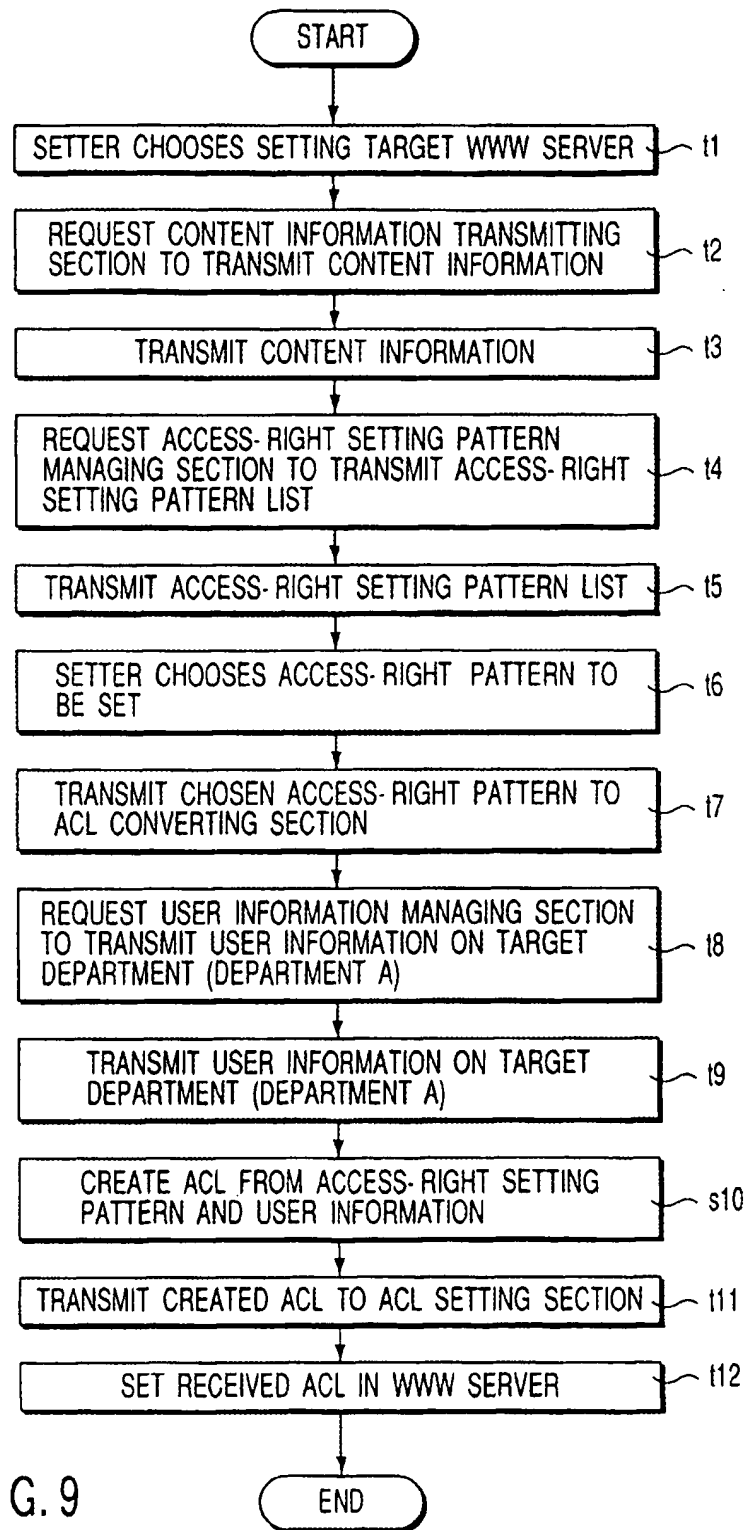 START
SETTER CHOOSES SETTING TARGET WWW SERVER t1
REQUEST CONTENT INFORMATION TRANSMITTING
SECTION TO TRANSMIT CONTENT INFORMATION t2
TRANSMIT CONTENT INFORMATION t3
REQUEST ACCESS-RIGHT SETTING PATTERN
MANAGING SECTION TO TRANSMIT ACCESS-RIGHT
SETTING PATTERN LIST t4
TRANSMIT ACCESS-RIGHT SETTING PATTERN LIST t5
SETTER CHOOSES ACCESS-RIGHT PATTERN TO
BE SET t6
TRANSMIT CHOSEN ACCESS-RIGHT PATTERN TO
ACL CONVERTING SECTION t7
REQUEST USER INFORMATION MANAGING SECTION
TO TRANSMIT USER INFORMATION ON TARGET
DEPARTMENT (DEPARTMENT A) t8
TRANSMIT USER INFORMATION ON TARGET
DEPARTMENT (DEPARTMENT A) t9
CREATE ACL FROM ACCESS-RIGHT SETTING
PATTERN AND USER INFORMATION s10
TRANSMIT CREATED ACL TO ACL SETTING SECTION t11
SET RECEIVED ACL IN WWW SERVER t12
END
G. 9